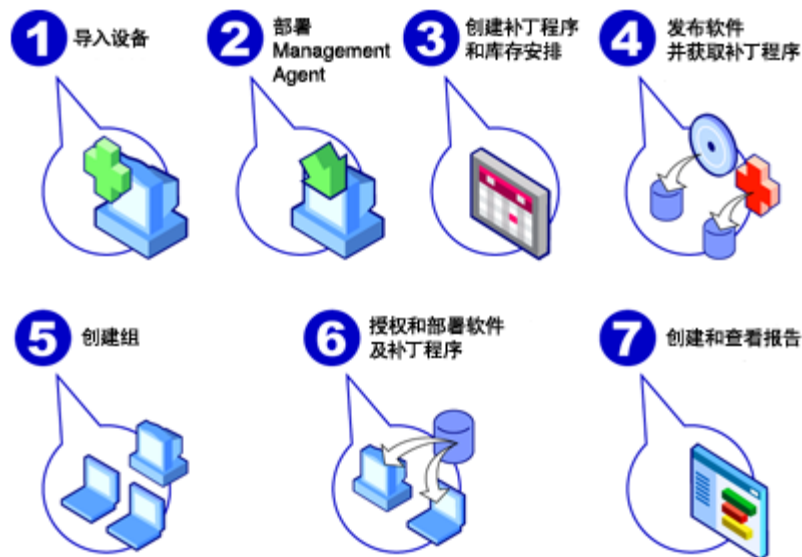 1 导入设备
2 部署
Management
Agent
3 创建补丁程序
和库存安排
4 发布软件
并获取补丁程序
5 创建组
6 授权和部署软件
及补丁程序
7 创建和查看报告